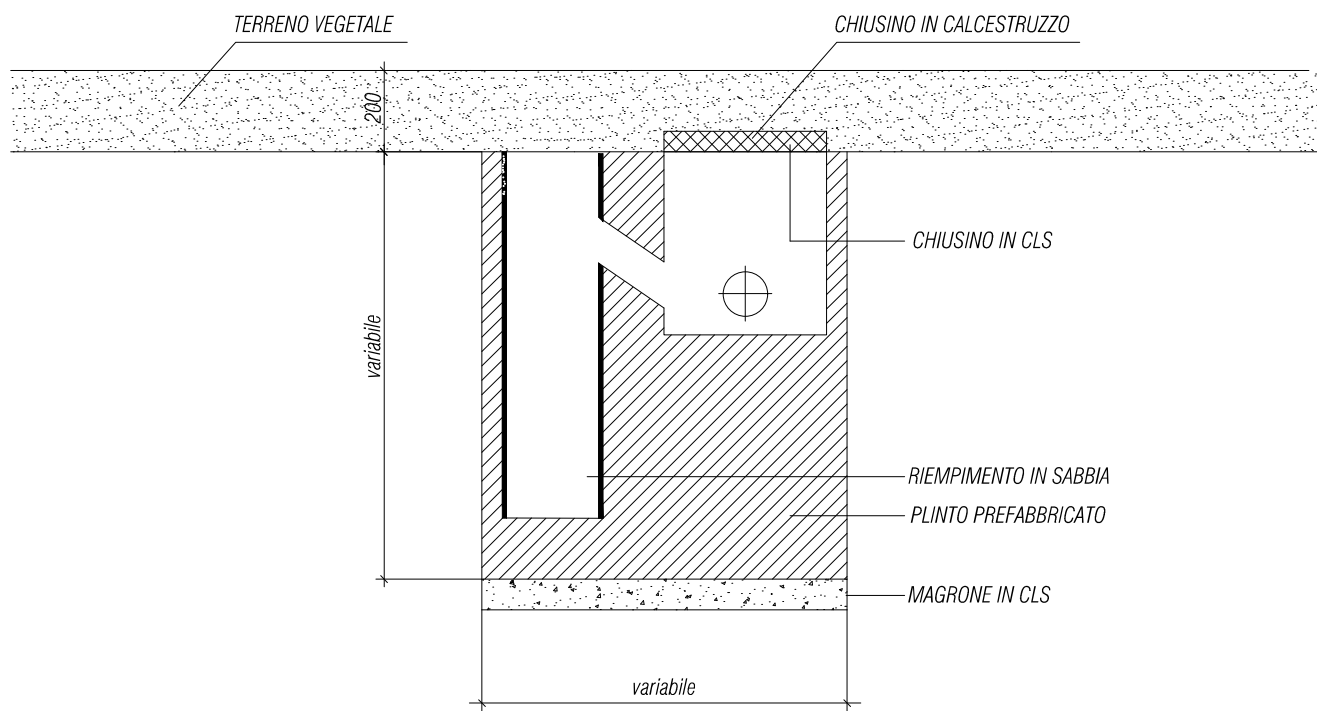 TERRENO VEGETALE
CHIUSINO IN CALCESTRUZZO
200
CHIUSINO IN CLS
variabile
RIEMPIMENTO IN SABBIA
PLINTO PREFABBRICATO
MAGRONE IN CLS
variabile